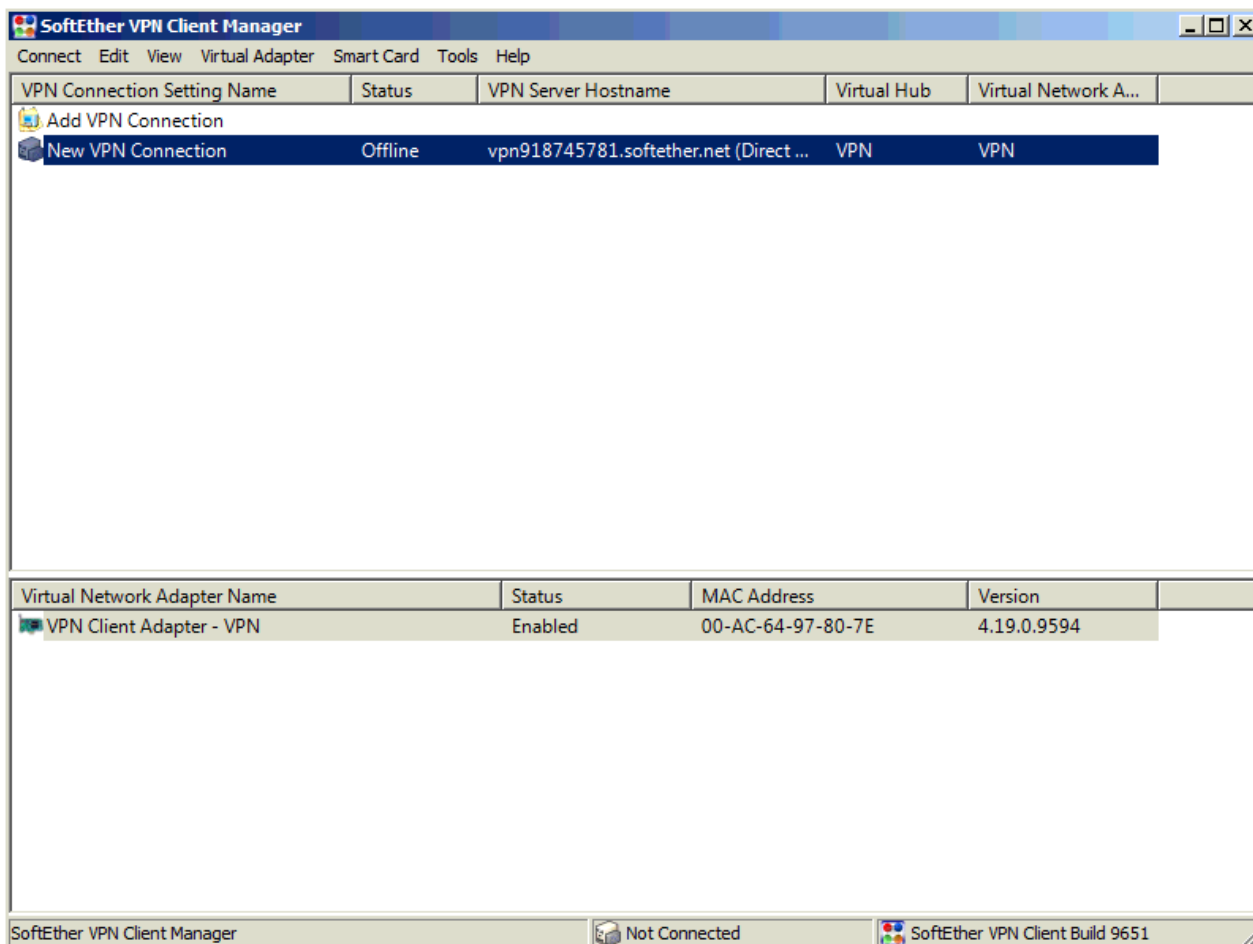 SoftEther VPN Client Manager
Connect Edit View Virtual Adapter Smart Card Tools Help
VPN Connection Setting Name Status VPN Server Hostname Virtual Hub Virtual Network A...
Add VPN Connection
New VPN Connection Offline vpn918745781.softether.net (Direct ... VPN VPN
Virtual Network Adapter Name Status MAC Address Version
VPN Client Adapter - VPN Enabled 00-AC-64-97-80-7E 4.19.0.9594
SoftEther VPN Client Manager Not Connected SoftEther VPN Client Build 9651